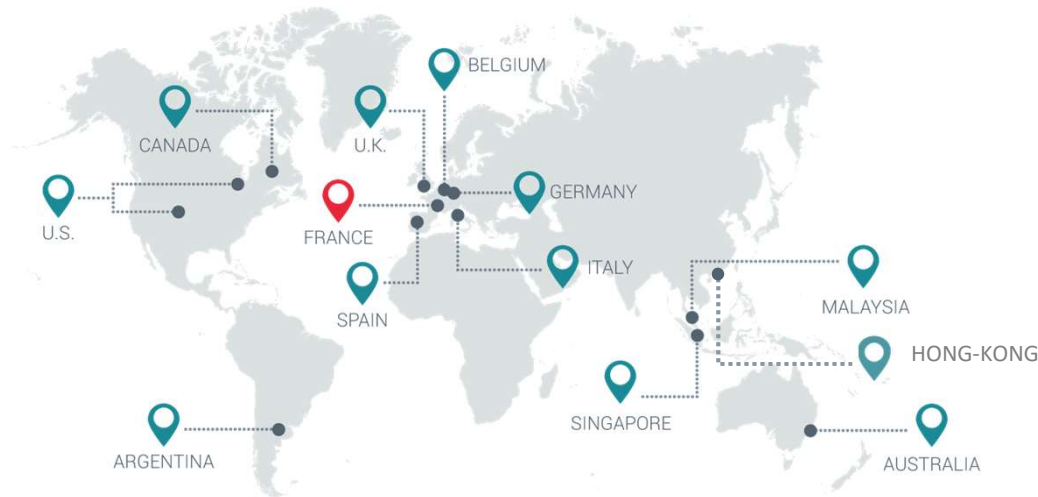 BELGIUM
CANADA
U.K.
GERMANY
U.S.
FRANCE
ITALY
SPAIN
MALAYSIA
HONG-KONG
SINGAPORE
ARGENTINA
AUSTRALIA